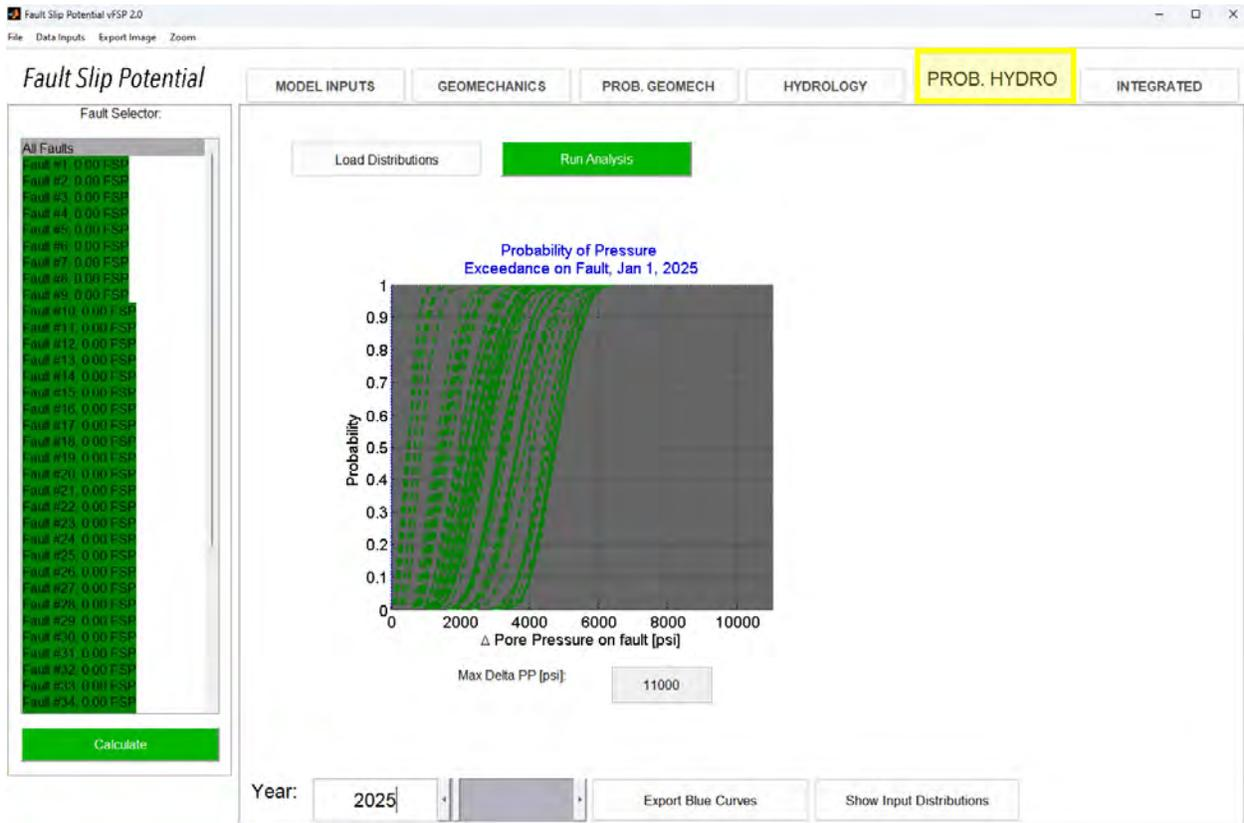 Fault Slip Potential vFSP 2.0
File Data Inputs Export Image Zoom
Fault Slip Potential
MODEL INPUTS
GEOMECHANICS
PROB. GEOMECH
HYDROLOGY
PROB. HYDRO
INTEGRATED
Fault Selector:
All Faults
Fault #1, 0.00 FSP
Fault #2, 0.00 FSP
Fault #3, 0.00 FSP
Fault #4, 0.00 FSP
Fault #5, 0.00 FSP
Fault #6, 0.00 FSP
Fault #7, 0.00 FSP
Fault #8, 0.00 FSP
Fault #9, 0.00 FSP
Fault #10, 0.00 FSP
Fault #11, 0.00 FSP
Fault #12, 0.00 FSP
Fault #13, 0.00 FSP
Fault #14, 0.00 FSP
Fault #15, 0.00 FSP
Fault #16, 0.00 FSP
Fault #17, 0.00 FSP
Fault #18, 0.00 FSP
Fault #19, 0.00 FSP
Fault #20, 0.00 FSP
Fault #21, 0.00 FSP
Fault #22, 0.00 FSP
Fault #23, 0.00 FSP
Fault #24, 0.00 FSP
Fault #25, 0.00 FSP
Fault #26, 0.00 FSP
Fault #27, 0.00 FSP
Fault #28, 0.00 FSP
Fault #29, 0.00 FSP
Fault #30, 0.00 FSP
Fault #31, 0.00 FSP
Fault #32, 0.00 FSP
Fault #33, 0.00 FSP
Fault #34, 0.00 FSP
Calculate
Load Distributions
Run Analysis
Probability of Pressure
Exceedance on Fault, Jan 1, 2025
1
0.9
0.8
0.7
0.6
0.5
0.4
0.3
0.2
0.1
0
Probability
0 2000 4000 6000 8000 10000
Δ Pore Pressure on fault [psi]
Max Delta PP [psi]:
11000
Year:
2025
Export Blue Curves
Show Input Distributions